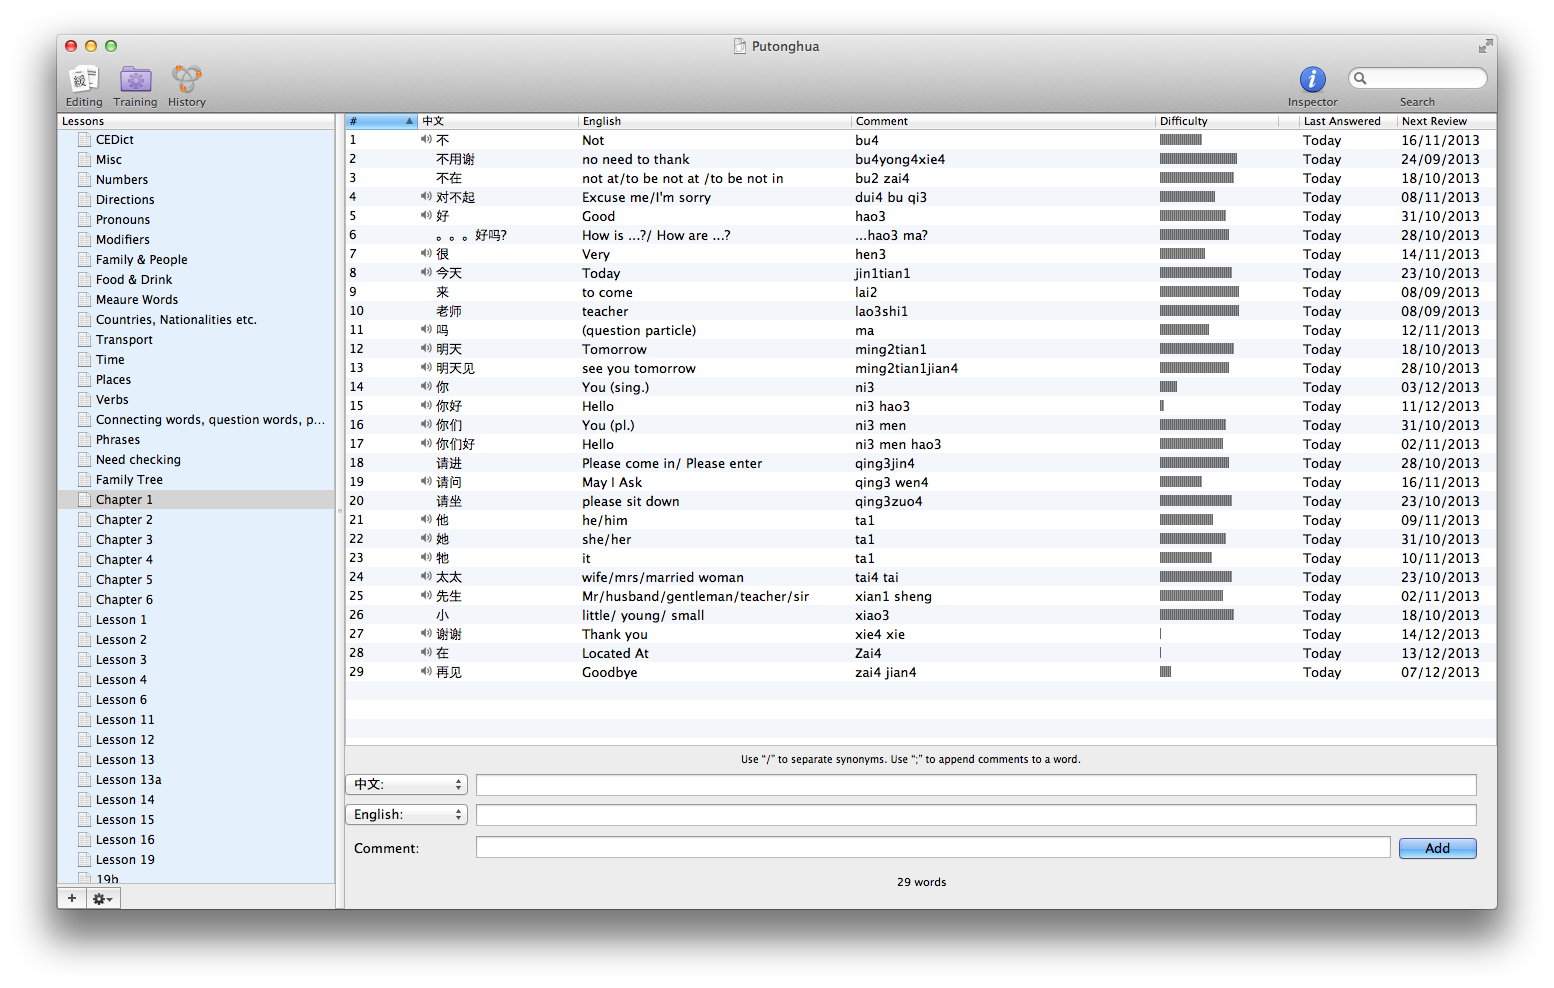 Putonghua
Editing Training History Inspector Search
Lessons
CEDict
Misc
Numbers
Directions
Pronouns
Modifiers
Family & People
Food & Drink
Meaure Words
Countries, Nationalities etc.
Transport
Time
Places
Verbs
Connecting words, question words, p...
Phrases
Need checking
Family Tree
Chapter 1
Chapter 2
Chapter 3
Chapter 4
Chapter 5
Chapter 6
Lesson 1
Lesson 2
Lesson 3
Lesson 4
Lesson 6
Lesson 11
Lesson 12
Lesson 13
Lesson 13a
Lesson 14
Lesson 15
Lesson 16
Lesson 19
19b
# 中文 English Comment Difficulty Last Answered Next Review
1 不 Not bu4 Today 16/11/2013
2 不用谢 no need to thank bu4yong4xie4 Today 24/09/2013
3 不在 not at/to be not at /to be not in bu2 zai4 Today 18/10/2013
4 对不起 Excuse me/I'm sorry dui4 bu qi3 Today 08/11/2013
5 好 Good hao3 Today 31/10/2013
6 。。。好吗? How is ...?/ How are ...? ...hao3 ma? Today 28/10/2013
7 很 Very hen3 Today 14/11/2013
8 今天 Today jin1tian1 Today 23/10/2013
9 来 to come lai2 Today 08/09/2013
10 老师 teacher lao3shi1 Today 08/09/2013
11 吗 (question particle) ma Today 12/11/2013
12 明天 Tomorrow ming2tian1 Today 18/10/2013
13 明天见 see you tomorrow ming2tian1jian4 Today 28/10/2013
14 你 You (sing.) ni3 Today 03/12/2013
15 你好 Hello ni3 hao3 Today 11/12/2013
16 你们 You (pl.) ni3 men Today 31/10/2013
17 你们好 Hello ni3 men hao3 Today 02/11/2013
18 请进 Please come in/ Please enter qing3jin4 Today 28/10/2013
19 请问 May I Ask qing3 wen4 Today 16/11/2013
20 请坐 please sit down qing3zuo4 Today 23/10/2013
21 他 he/him ta1 Today 09/11/2013
22 她 she/her ta1 Today 31/10/2013
23 牠 it ta1 Today 10/11/2013
24 太太 wife/mrs/married woman tai4 tai Today 23/10/2013
25 先生 Mr/husband/gentleman/teacher/sir xian1 sheng Today 02/11/2013
26 小 little/ young/ small xiao3 Today 18/10/2013
27 谢谢 Thank you xie4 xie Today 14/12/2013
28 在 Located At Zai4 Today 13/12/2013
29 再见 Goodbye zai4 jian4 Today 07/12/2013
Use “/” to separate synonyms. Use “;” to append comments to a word.
中文:
English:
Comment: Add
29 words